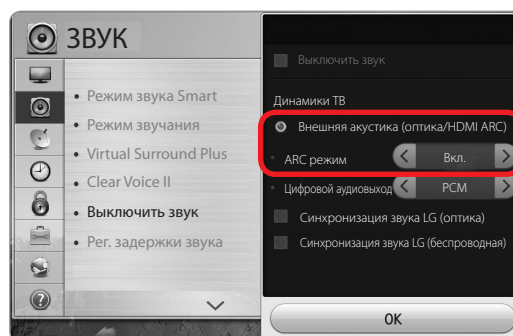 ЗВУК
• Режим звука Smart
• Режим звучания
• Virtual Surround Plus
• Clear Voice II
• Выключить звук
• Рег. задержки звука
Выключить звук
Динамики ТВ
Внешняя акустика (оптика/HDMI ARC)
• ARC режим < Вкл. >
• Цифровой аудиовыход < PCM >
Синхронизация звука LG (оптика)
Синхронизация звука LG (беспроводная)
ОК